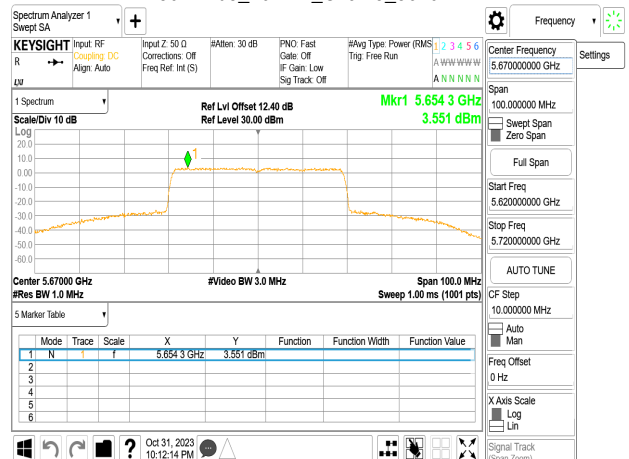 Spectrum Analyzer 1
Swept SA
Frequency
KEYSIGHT
R
Input: RF
Coupling: DC
Align: Auto
Input Z: 50 Ω
Corrections: Off
Freq Ref: Int (S)
#Atten: 30 dB
PNO: Fast
Gate: Off
IF Gain: Low
Sig Track: Off
#Avg Type: Power (RMS
Trig: Free Run
1 2 3 4 5 6
A W W W W W
A N N N N N
Center Frequency
5.670000000 GHz
Settings
1 Spectrum
Scale/Div 10 dB
Ref Lvl Offset 12.40 dB
Ref Level 30.00 dBm
Mkr1 5.654 3 GHz
3.551 dBm
Span
100.000000 MHz
Swept Span
Zero Span
Log
20.0
10.0
0.00
-10.0
-20.0
-30.0
-40.0
-50.0
-60.0
1
Full Span
Start Freq
5.620000000 GHz
Stop Freq
5.720000000 GHz
AUTO TUNE
Center 5.67000 GHz
#Res BW 1.0 MHz
#Video BW 3.0 MHz
Span 100.0 MHz
Sweep 1.00 ms (1001 pts)
CF Step
10.000000 MHz
Auto
Man
5 Marker Table
Mode Trace Scale X Y Function Function Width Function Value
1 N 1 f 5.654 3 GHz 3.551 dBm
2
3
4
5
6
Freq Offset
0 Hz
X Axis Scale
Log
Lin
Signal Track
(Span Zoom)
?
Oct 31, 2023
10:12:14 PM